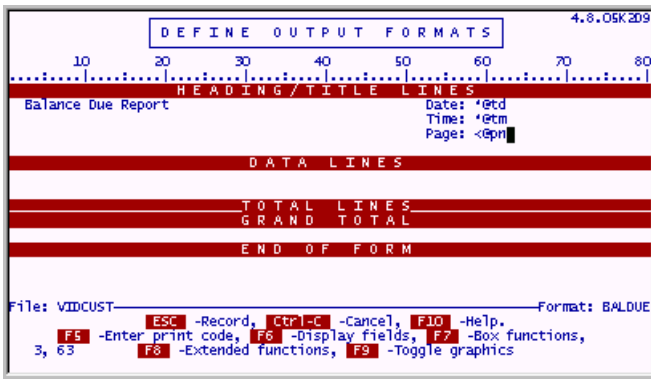 4.8.05K2D9
DEFINE OUTPUT FORMATS
10 20 30 40 50 60 70 80
HEADING/TITLE LINES
Balance Due Report Date: *@td
Time: *@tm
Page: <@pn
DATA LINES
TOTAL LINES
GRAND TOTAL
END OF FORM
File: VIDCUST Format: BALDUE
ESC -Record, Ctrl-C -Cancel, F10 -Help.
F5 -Enter print code, F6 -Display fields, F7 -Box functions,
3, 63 F8 -Extended functions, F9 -Toggle graphics